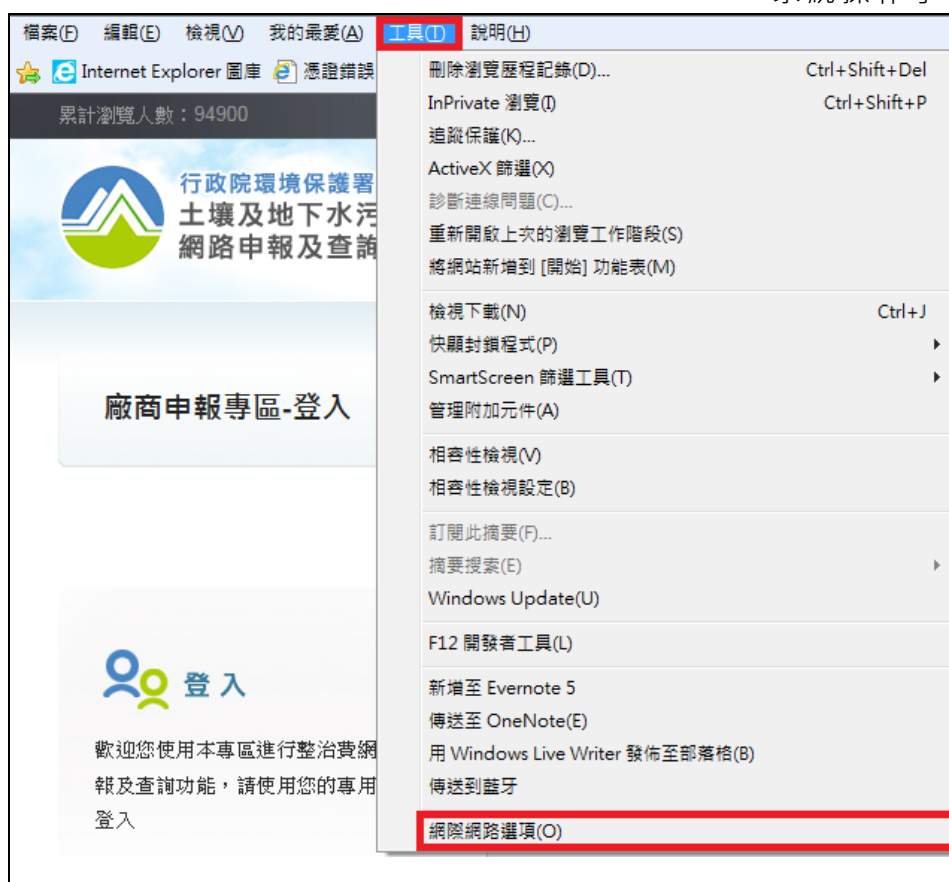 檔案(F) 編輯(E) 檢視(V) 我的最愛(A) 工具(T) 說明(H)
Internet Explorer 圖庫 憑證錯誤
累計瀏覽人數：94900
行政院環境保護署
土壤及地下水污
網路申報及查詢
廠商申報專區-登入
登入
歡迎您使用本專區進行整治費網
報及查詢功能，請使用您的專用
登入
刪除瀏覽歷程記錄(D)... Ctrl+Shift+Del
InPrivate 瀏覽(I) Ctrl+Shift+P
追蹤保護(K)...
ActiveX 篩選(X)
診斷連線問題(C)...
重新開啟上次的瀏覽工作階段(S)
將網站新增到 [開始] 功能表(M)
檢視下載(N) Ctrl+J
快顯封鎖程式(P)
SmartScreen 篩選工具(T)
管理附加元件(A)
相容性檢視(V)
相容性檢視設定(B)
訂閱此摘要(F)...
摘要搜索(E)
Windows Update(U)
F12 開發者工具(L)
新增至 Evernote 5
傳送至 OneNote(E)
用 Windows Live Writer 發佈至部落格(B)
傳送到藍牙
網際網路選項(O)